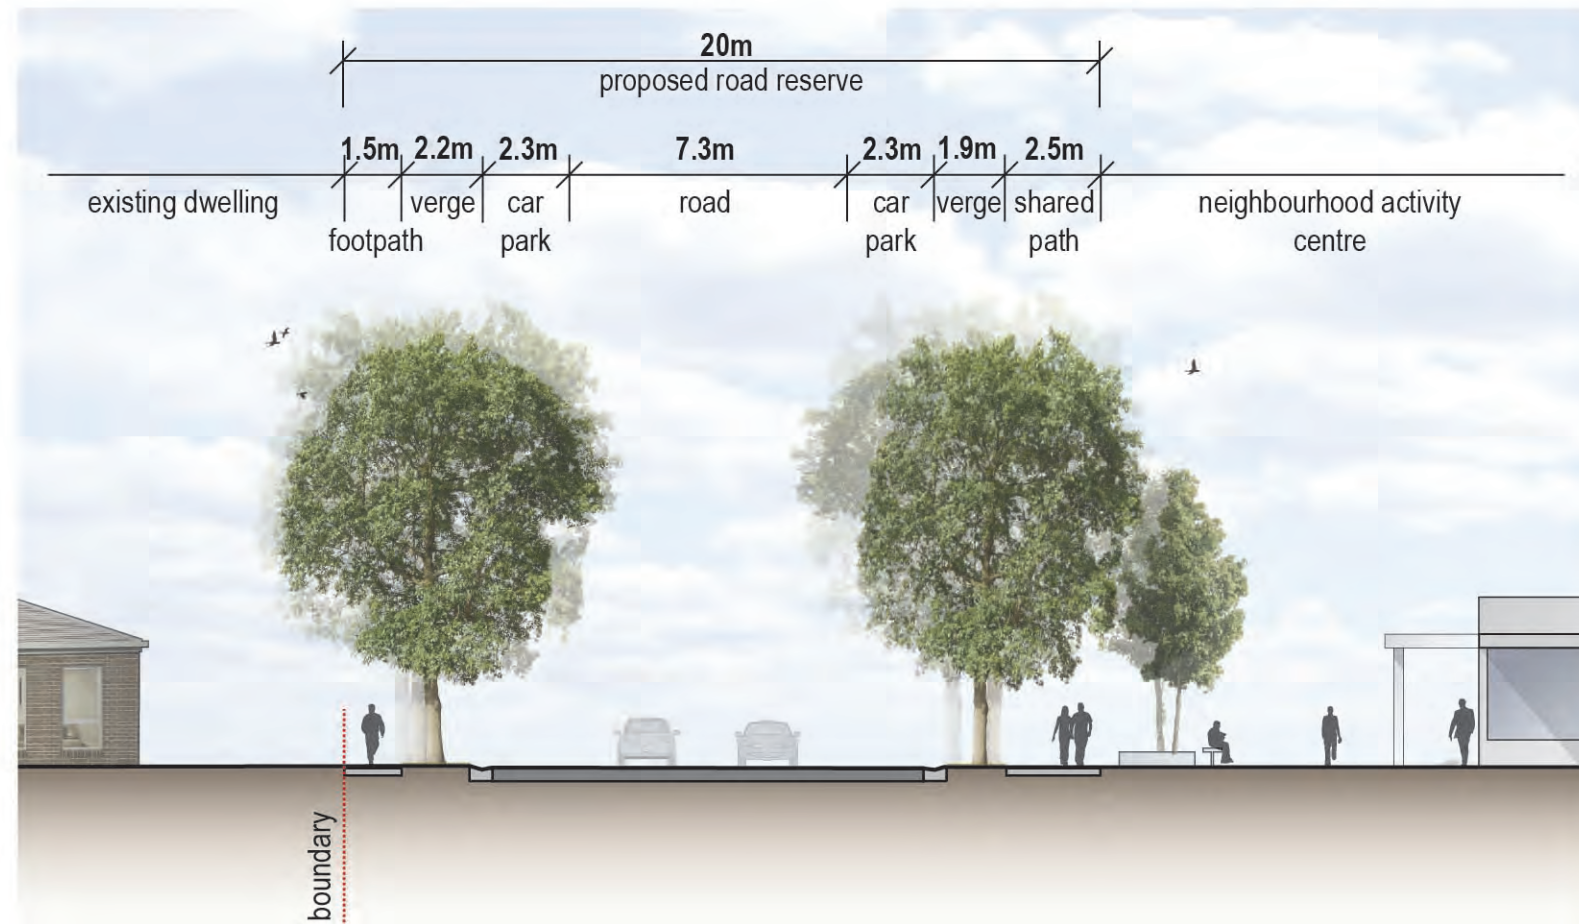 20m
proposed road reserve
1.5m 2.2m 2.3m 7.3m 2.3m 1.9m 2.5m
existing dwelling verge car road car verge shared neighbourhood activity
footpath park park path centre
boundary